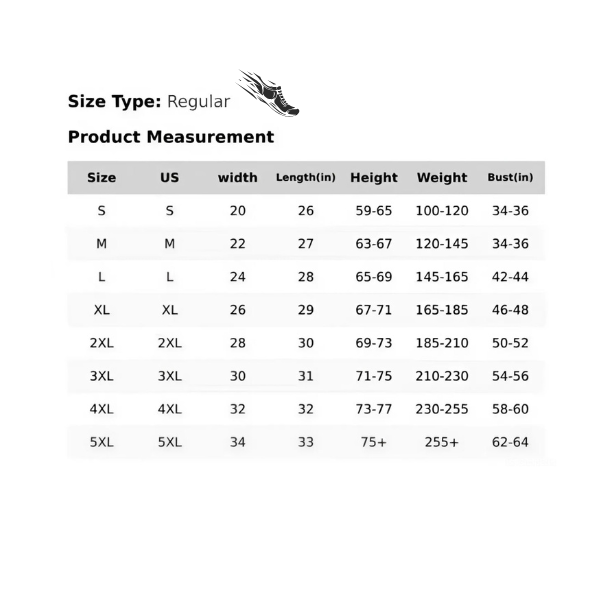 Size Type: Regular
Product Measurement
Size US width Length(in) Height Weight Bust(in)
S S 20 26 59-65 100-120 34-36
M M 22 27 63-67 120-145 34-36
L L 24 28 65-69 145-165 42-44
XL XL 26 29 67-71 165-185 46-48
2XL 2XL 28 30 69-73 185-210 50-52
3XL 3XL 30 31 71-75 210-230 54-56
4XL 4XL 32 32 73-77 230-255 58-60
5XL 5XL 34 33 75+ 255+ 62-64